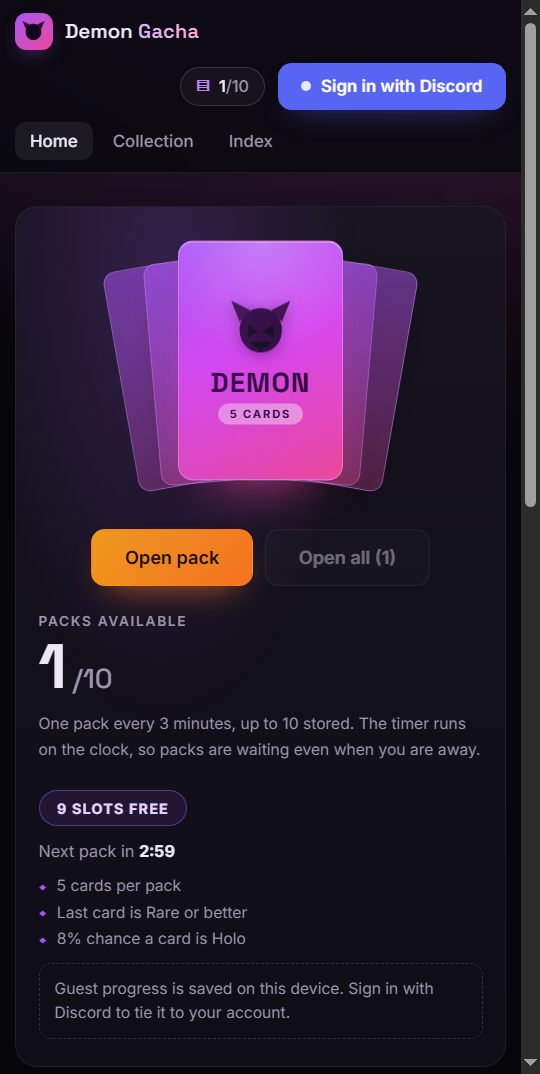 Demon Gacha
1/10
Sign in with Discord
Home
Collection
Index
DEMON
5 CARDS
Open pack
Open all (1)
PACKS AVAILABLE
1/10
One pack every 3 minutes, up to 10 stored. The timer runs
on the clock, so packs are waiting even when you are away.
9 SLOTS FREE
Next pack in 2:59
5 cards per pack
Last card is Rare or better
8% chance a card is Holo
Guest progress is saved on this device. Sign in with
Discord to tie it to your account.